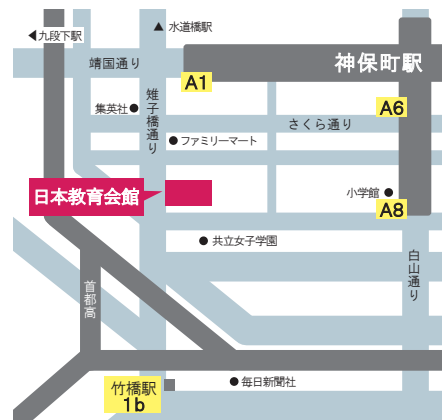 ▲ 水道橋駅
◀九段下駅
靖国通り
神保町駅
A1
集英社●
雉子橋通り
A6
さくら通り
●ファミリーマート
日本教育会館
小学館●
A8
●共立女子学園
白山通り
首都高
竹橋駅
1b
●毎日新聞社